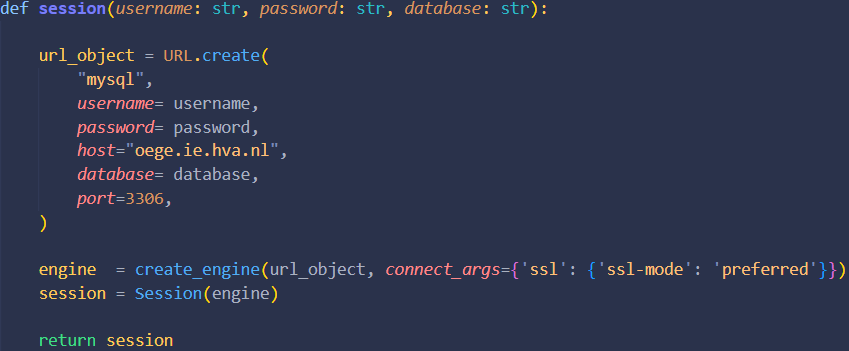 def session(username: str, password: str, database: str):
url_object = URL.create(
"mysql",
username= username,
password= password,
host="oege.ie.hva.nl",
database= database,
port=3306,
)
engine  = create_engine(url_object, connect_args={'ssl': {'ssl-mode': 'preferred'}})
session = Session(engine)
return session